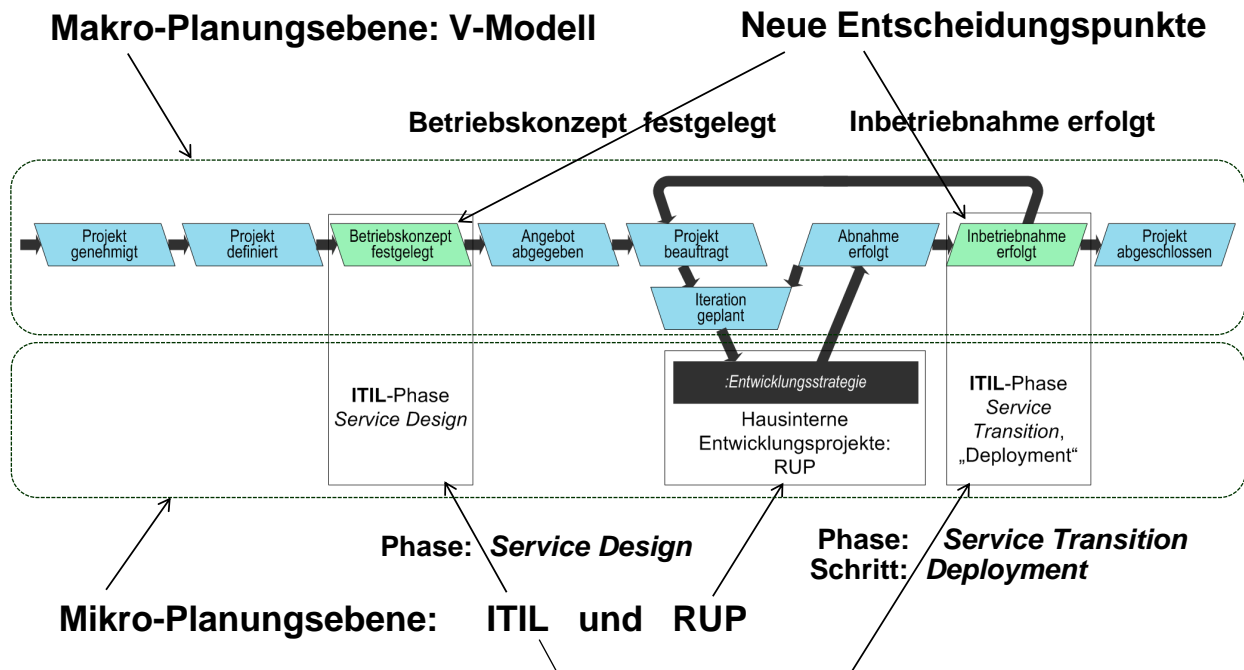 Makro-Planungsebene: V-Modell
Neue Entscheidungspunkte
Betriebskonzept festgelegt
Inbetriebnahme erfolgt
Projekt
genehmigt
Projekt
definiert
Betriebskonzept
festgelegt
Angebot
abgegeben
Projekt
beauftragt
Abnahme
erfolgt
Inbetriebnahme
erfolgt
Projekt
abgeschlossen
Iteration
geplant
ITIL-Phase
Service Design
:Entwicklungsstrategie
Hausinterne
Entwicklungsprojekte:
RUP
ITIL-Phase
Service
Transition,
„Deployment“
Phase: Service Design
Phase: Service Transition
Schritt: Deployment
Mikro-Planungsebene: ITIL und RUP